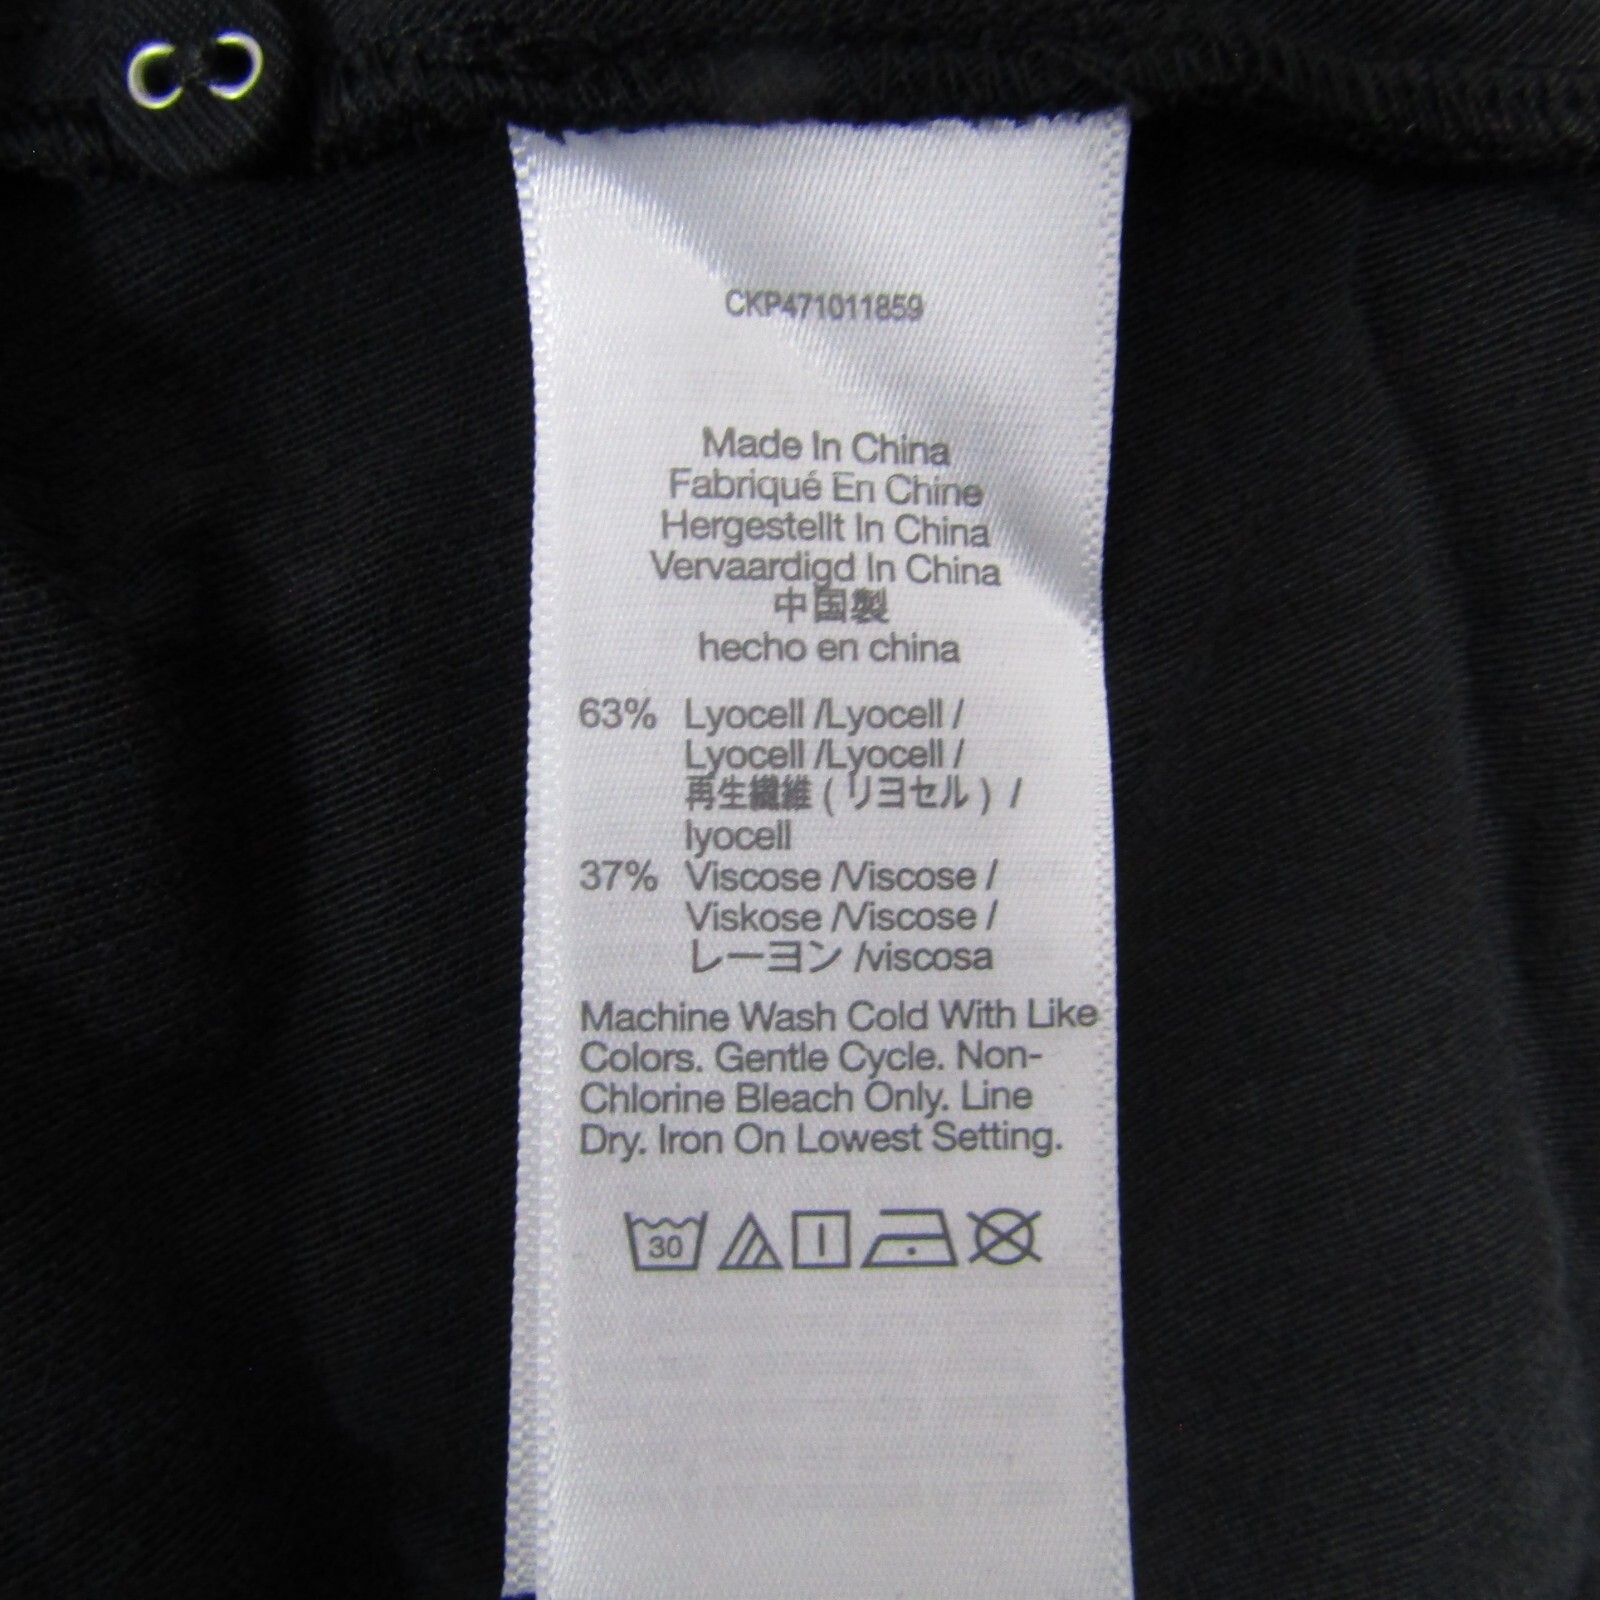 CKP471011859
Made In China
Fabriqué En Chine
Hergestellt In China
Vervaardigd In China
中国製
hecho en china
63% Lyocell /Lyocell /
Lyocell /Lyocell /
再生繊維 ( リヨセル ) /
lyocell
37% Viscose /Viscose /
Viskose /Viscose /
レーヨン /viscosa
Machine Wash Cold With Like
Colors. Gentle Cycle. Non-
Chlorine Bleach Only. Line
Dry. Iron On Lowest Setting.
30